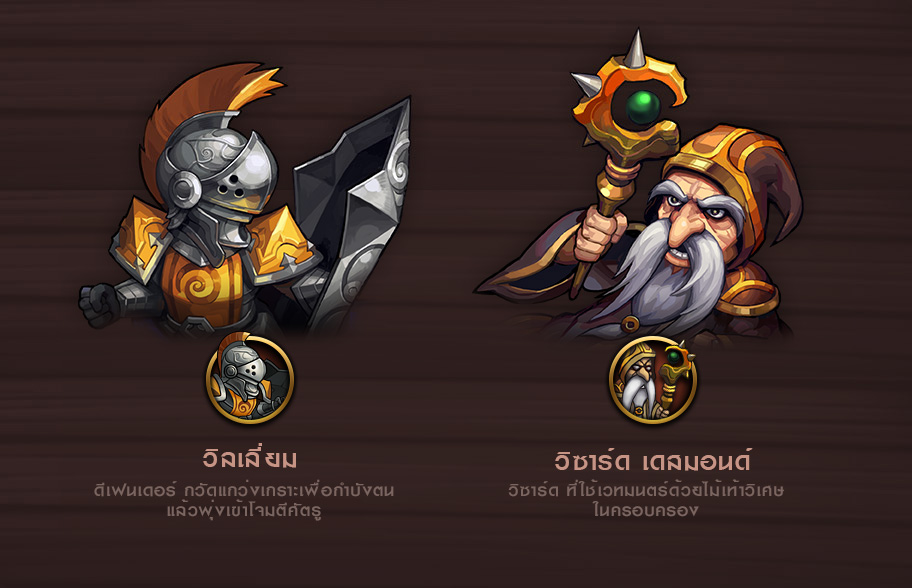 วิลเลี่ยม
ดีเฟนเดอร์ กวัดแกว่งเกราะเพื่อกำบังตน
แล้วพุ่งเข้าโจมตีศัตรู
วิซาร์ด เดลมอนด์
วิซาร์ด ที่ใช้เวทมนตร์ด้วยไม้เท้าวิเศษ
ในครอบครอง